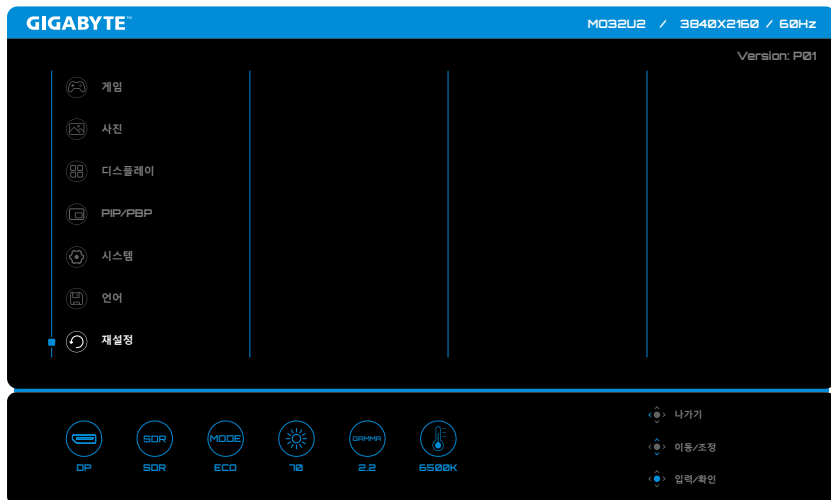 GIGABYTE™
MO32U2 / 3840X2160 / 60Hz
Version: P01
게임
사진
디스플레이
PIP/PBP
시스템
언어
재설정
SDR
MODE
GAMMA
DP
SDR
ECO
70
2.2
6500K
나가기
이동/조정
입력/확인